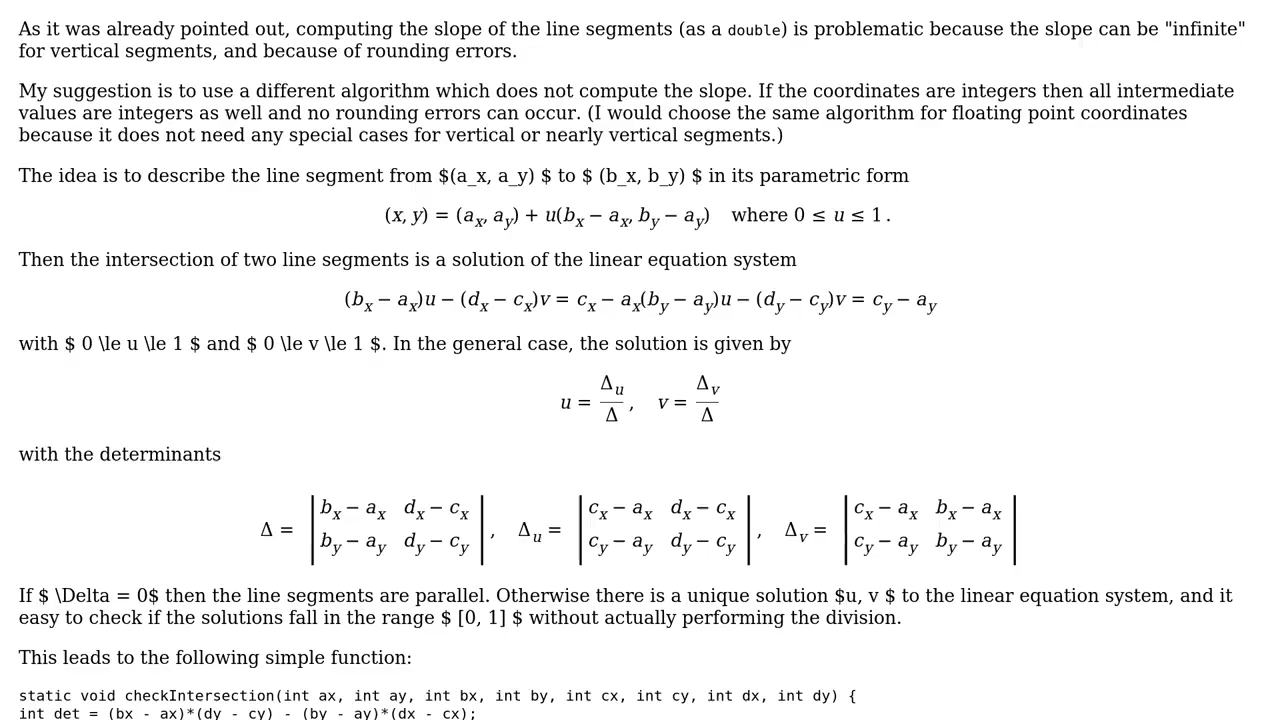 As it was already pointed out, computing the slope of the line segments (as a double) is problematic because the slope can be "infinite"
for vertical segments, and because of rounding errors.
My suggestion is to use a different algorithm which does not compute the slope. If the coordinates are integers then all intermediate
values are integers as well and no rounding errors can occur. (I would choose the same algorithm for floating point coordinates
because it does not need any special cases for vertical or nearly vertical segments.)
The idea is to describe the line segment from $(a_x, a_y) $ to $ (b_x, b_y) $ in its parametric form
(x, y) = (a_x, a_y) + u(b_x − a_x, b_y − a_y) where 0 ≤ u ≤ 1 .
Then the intersection of two line segments is a solution of the linear equation system
(b_x − a_x)u − (d_x − c_x)v = c_x − a_x(b_y − a_y)u − (d_y − c_y)v = c_y − a_y
with $ 0 \le u \le 1 $ and $ 0 \le v \le 1 $. In the general case, the solution is given by
u = Δ_u/Δ , v = Δ_v/Δ
with the determinants
Δ = | b_x − a_x d_x − c_x | , Δ_u = | c_x − a_x d_x − c_x | , Δ_v = | c_x − a_x b_x − a_x |
| b_y − a_y d_y − c_y | | c_y − a_y d_y − c_y | | c_y − a_y b_y − a_y |
If $ \Delta = 0$ then the line segments are parallel. Otherwise there is a unique solution $u, v $ to the linear equation system, and it
easy to check if the solutions fall in the range $ [0, 1] $ without actually performing the division.
This leads to the following simple function:
static void checkIntersection(int ax, int ay, int bx, int by, int cx, int cy, int dx, int dy) {
int det = (bx - ax)*(dy - cy) - (by - ay)*(dx - cx);